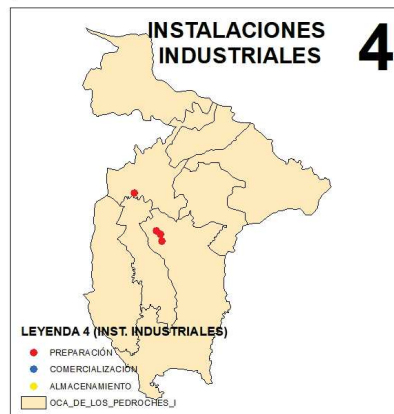 INSTALACIONES
INDUSTRIALES
4
LEYENDA 4 (INST. INDUSTRIALES)
PREPARACIÓN
COMERCIALIZACIÓN
ALMACENAMIENTO
OCA_DE_LOS_PEDROCHES_I